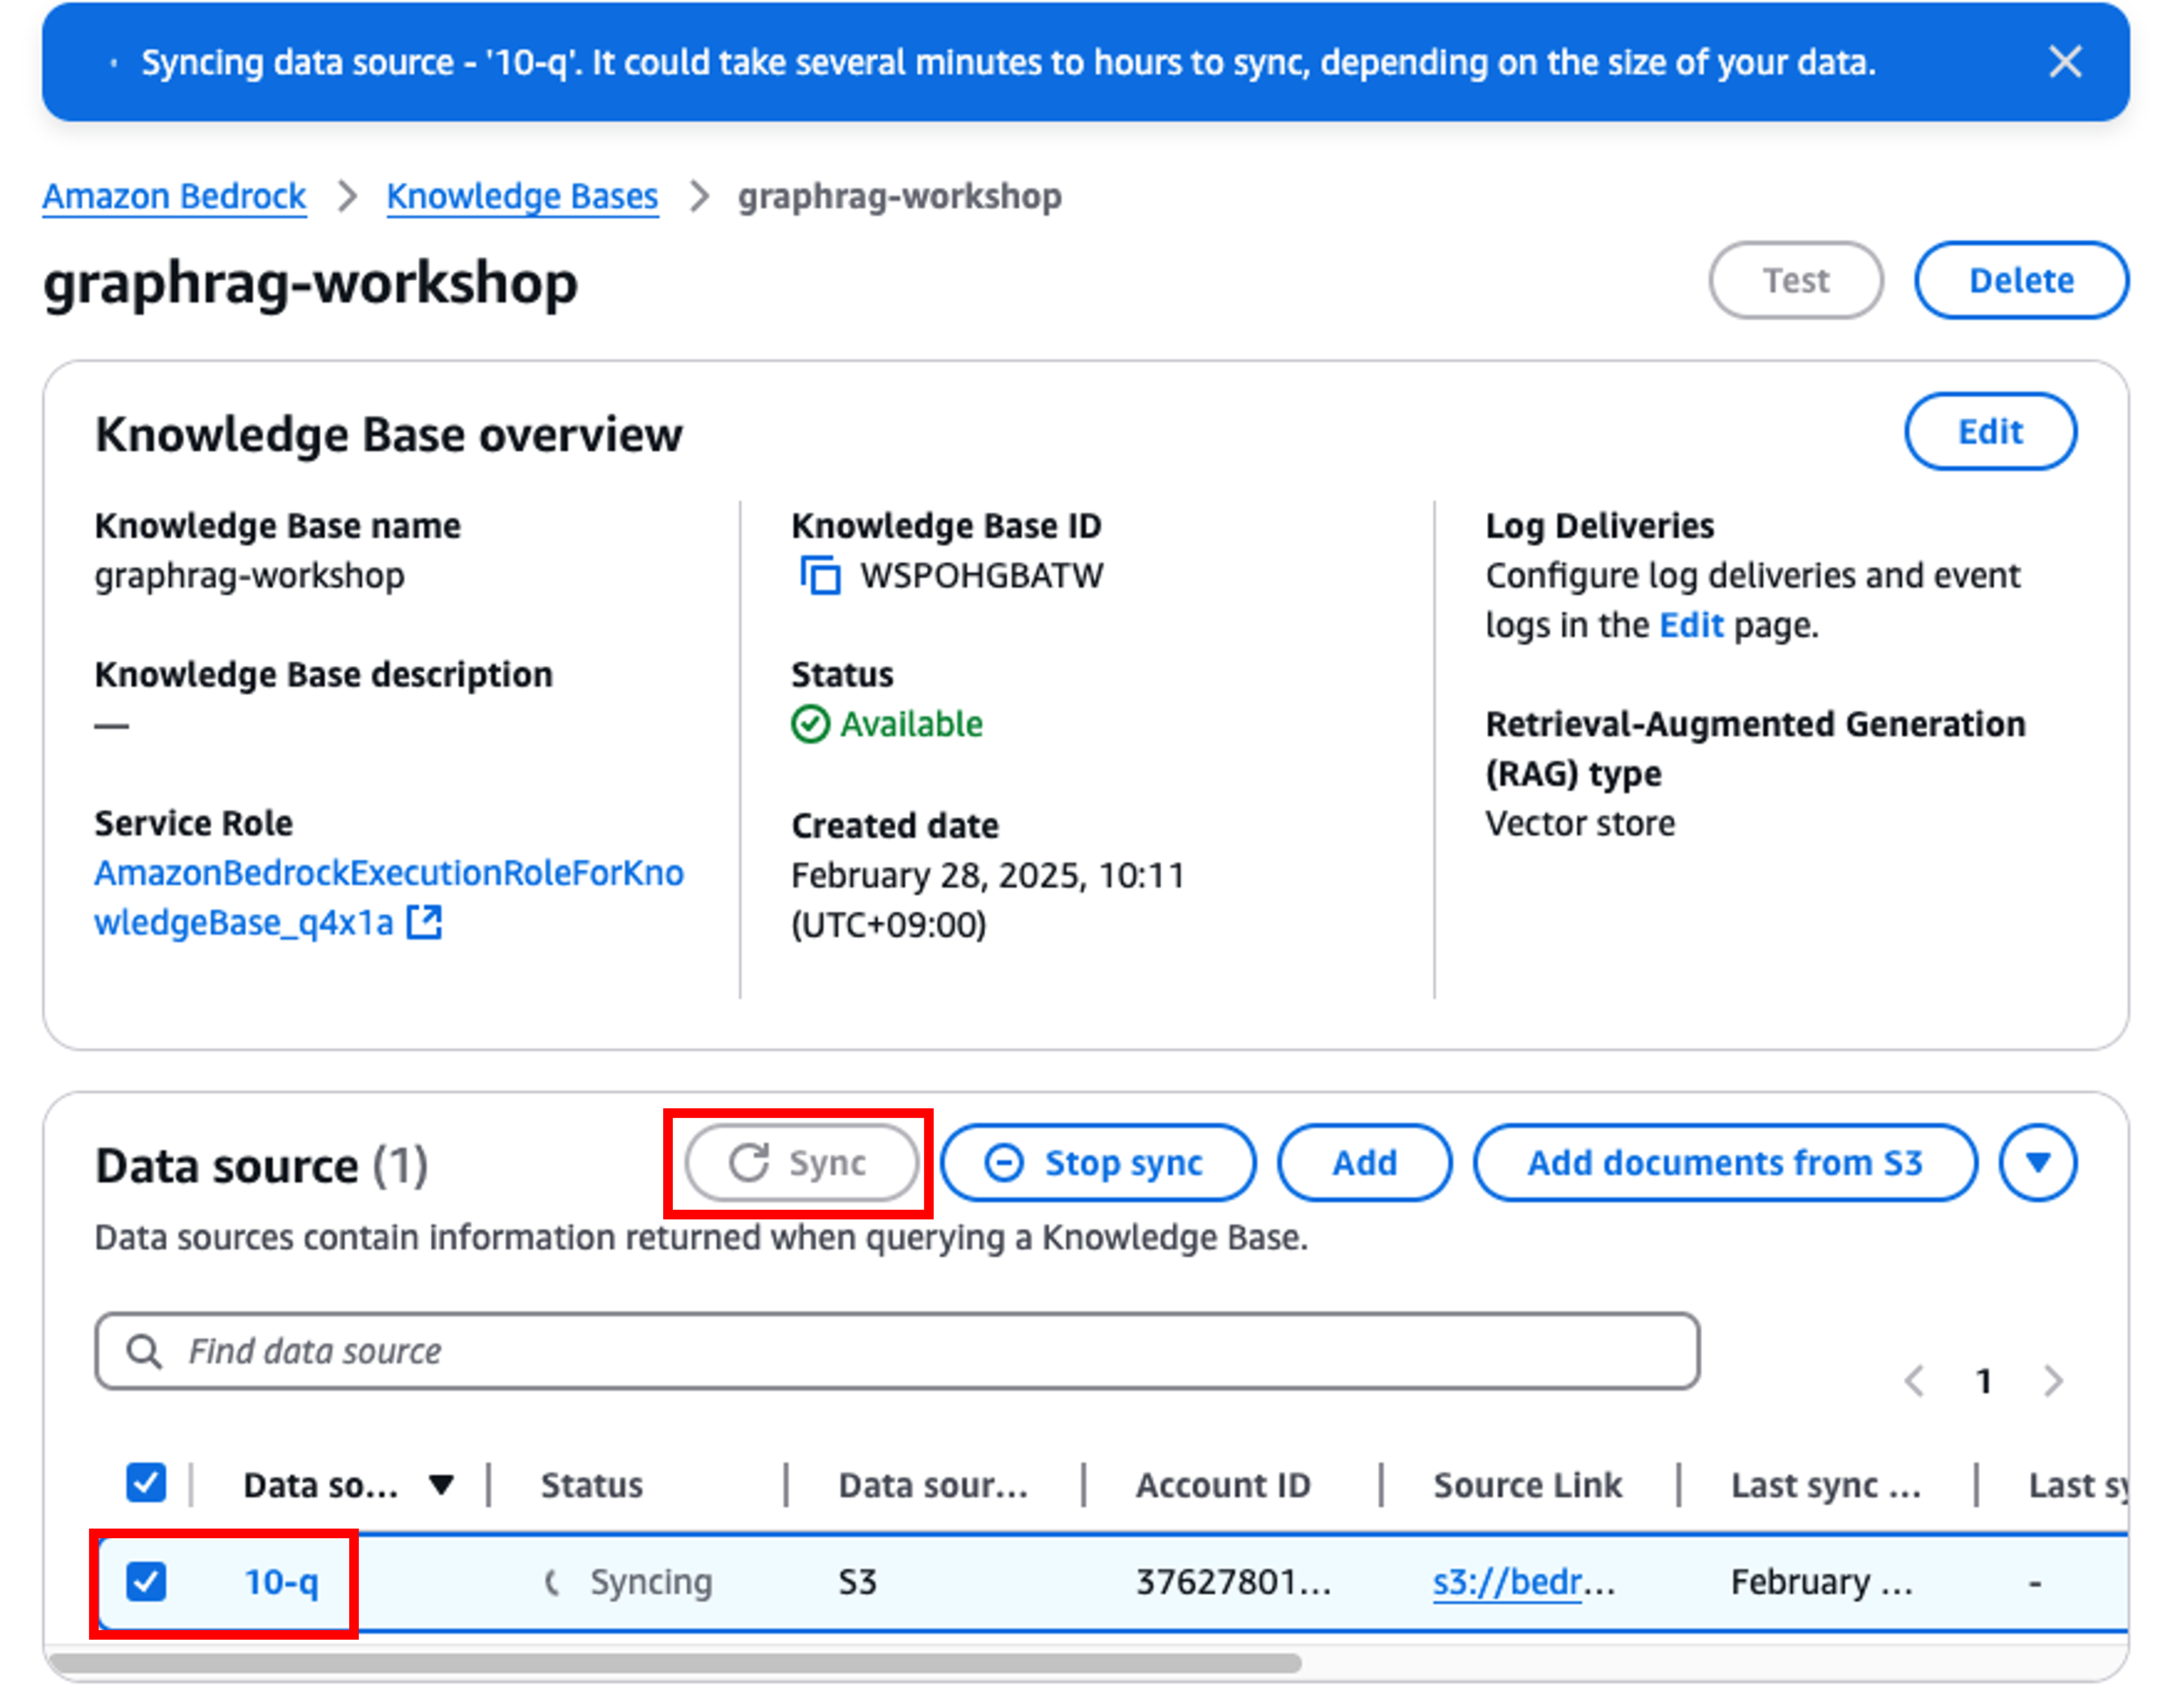 Syncing data source - '10-q'. It could take several minutes to hours to sync, depending on the size of your data.
Amazon Bedrock > Knowledge Bases > graphrag-workshop
graphrag-workshop
Test
Delete
Knowledge Base overview
Edit
Knowledge Base name
graphrag-workshop
Knowledge Base description
—
Service Role
AmazonBedrockExecutionRoleForKno
wledgeBase_q4x1a
Knowledge Base ID
WSPOHGBATW
Status
Available
Created date
February 28, 2025, 10:11
(UTC+09:00)
Log Deliveries
Configure log deliveries and event
logs in the Edit page.
Retrieval-Augmented Generation
(RAG) type
Vector store
Data source (1)
Sync
Stop sync
Add
Add documents from S3
Data sources contain information returned when querying a Knowledge Base.
Find data source
1
Data so... Status Data sour... Account ID Source Link Last sync ... Last sy
10-q Syncing S3 37627801... s3://bedr... February ... -